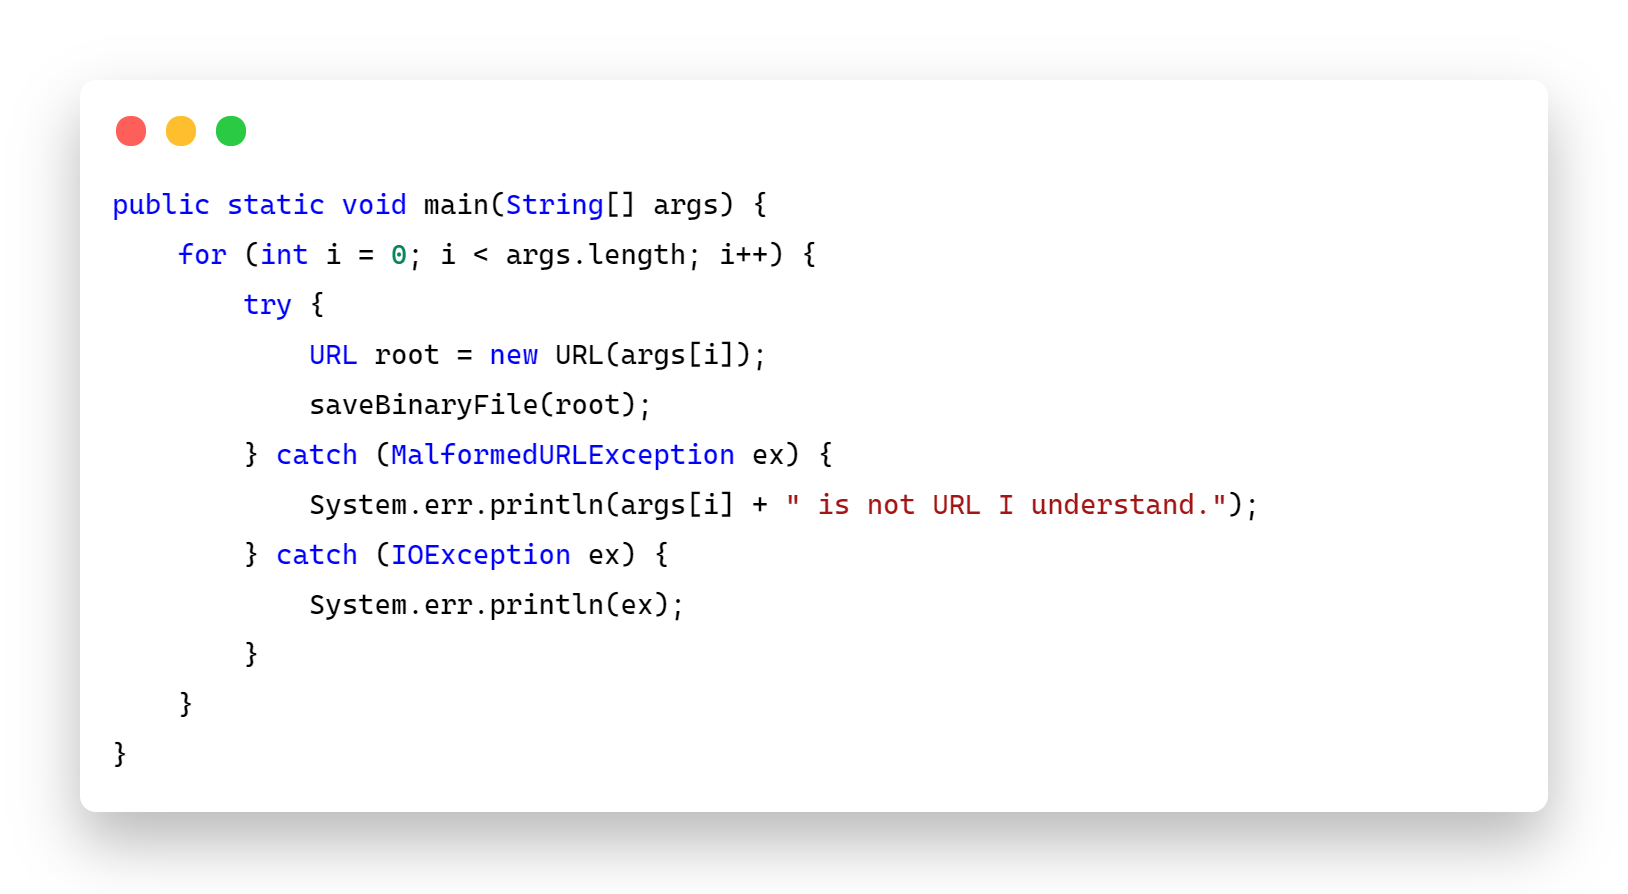 public static void main(String[] args) {
    for (int i = 0; i < args.length; i++) {
        try {
            URL root = new URL(args[i]);
            saveBinaryFile(root);
        } catch (MalformedURLException ex) {
            System.err.println(args[i] + " is not URL I understand.");
        } catch (IOException ex) {
            System.err.println(ex);
        }
    }
}